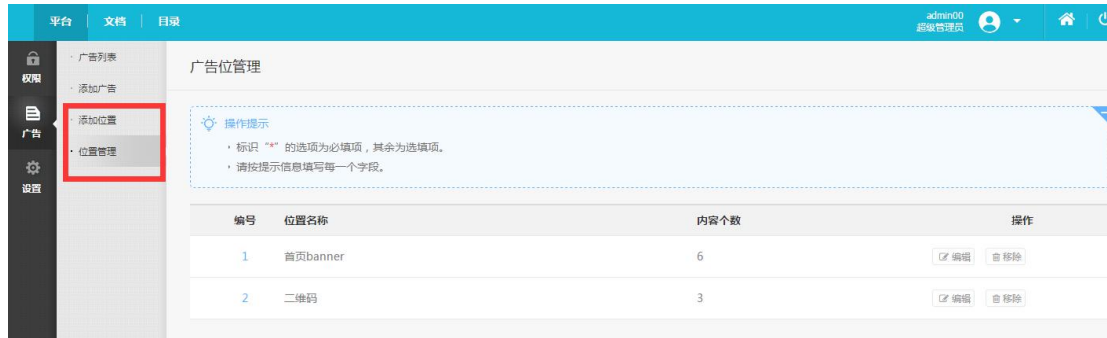 平台 文档 目录 admin00
超级管理员
权限
广告
设置
· 广告列表
· 添加广告
· 添加位置
· 位置管理
广告位管理
操作提示
· 标识 "*" 的选项为必填项，其余为选填项。
· 请按提示信息填写每一个字段。
编号 位置名称 内容个数 操作
1 首页banner 6 编辑 移除
2 二维码 3 编辑 移除